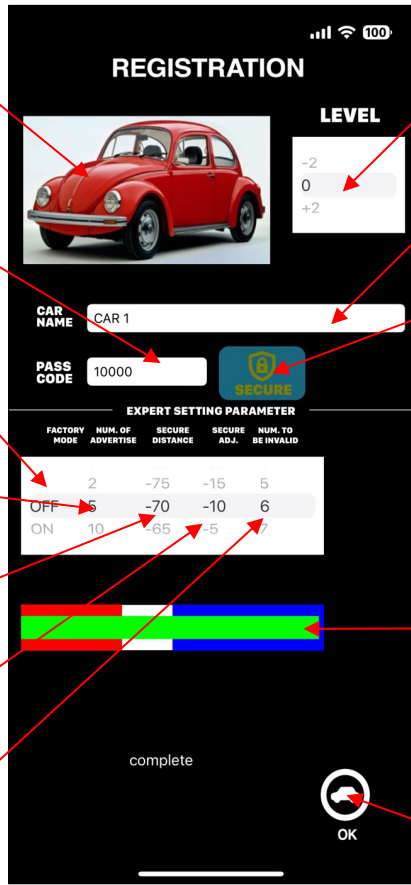 100
REGISTRATION
LEVEL
-2
0
+2
CAR
NAME
CAR 1
PASS
CODE
10000
SECURE
EXPERT SETTING PARAMETER
FACTORY
MODE
NUM. OF
ADVERTISE
SECURE
DISTANCE
SECURE
ADJ.
NUM. TO
BE INVALID
2 -75 -15 5
OFF 5 -70 -10 6
ON 10 -65 -5 7
complete
OK